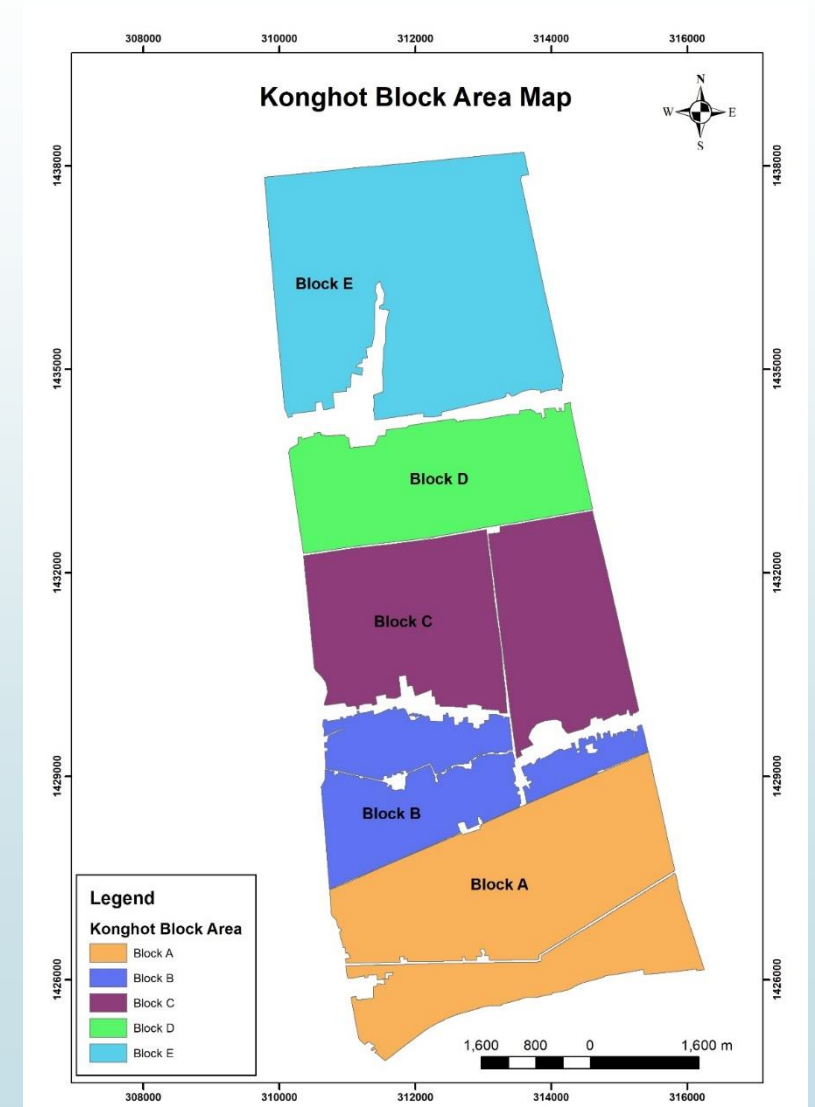 308000 310000 312000 314000 316000
Konghot Block Area Map
N
W E
S
1438000 1438000
Block E
1435000 1435000
Block D
1432000 1432000
Block C
1429000 1429000
Block B
Block A
Legend
Konghot Block Area
Block A
Block B
Block C
Block D
Block E
1426000 1426000
1,600 800 0 1,600 m
308000 310000 312000 314000 316000